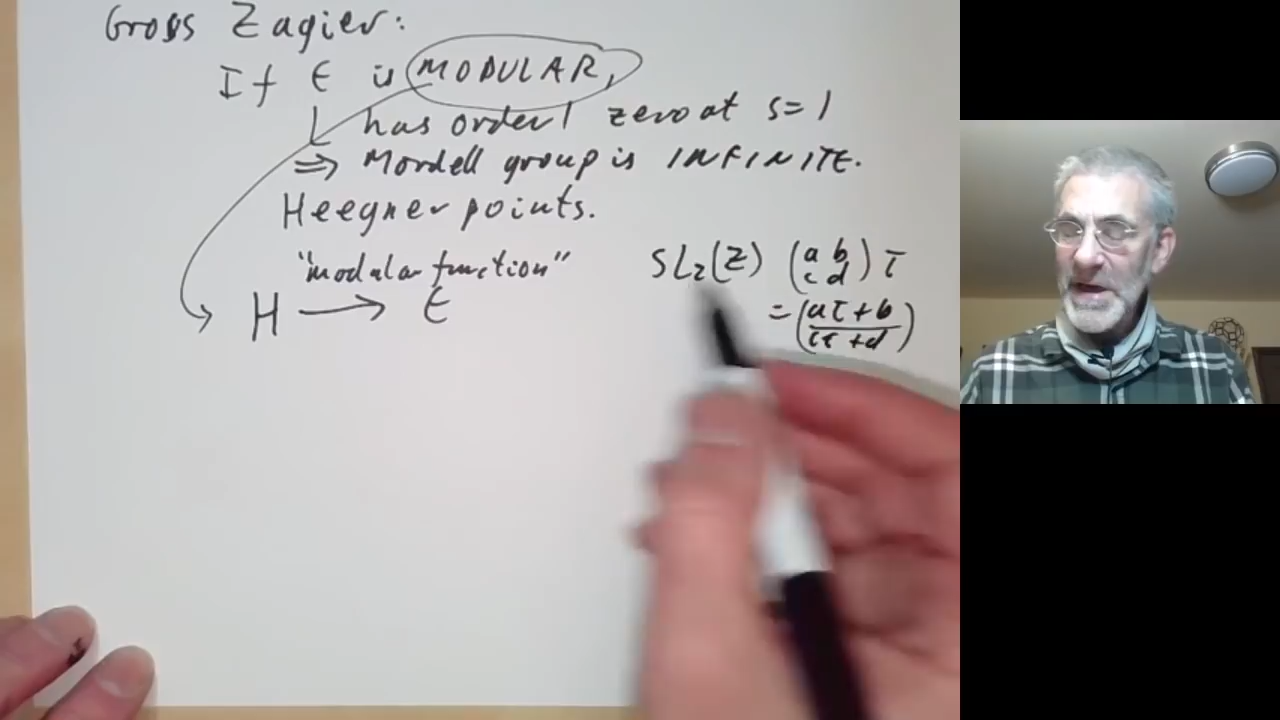 Gross Zagier:
If E is MODULAR,
L has order 1 zero at s=1
⇒ Mordell group is INFINITE.
Heegner points.
"modular function"
H ⟶ E
SL₂(Z) (a b
c d) τ
= (aτ+b
cτ+d)